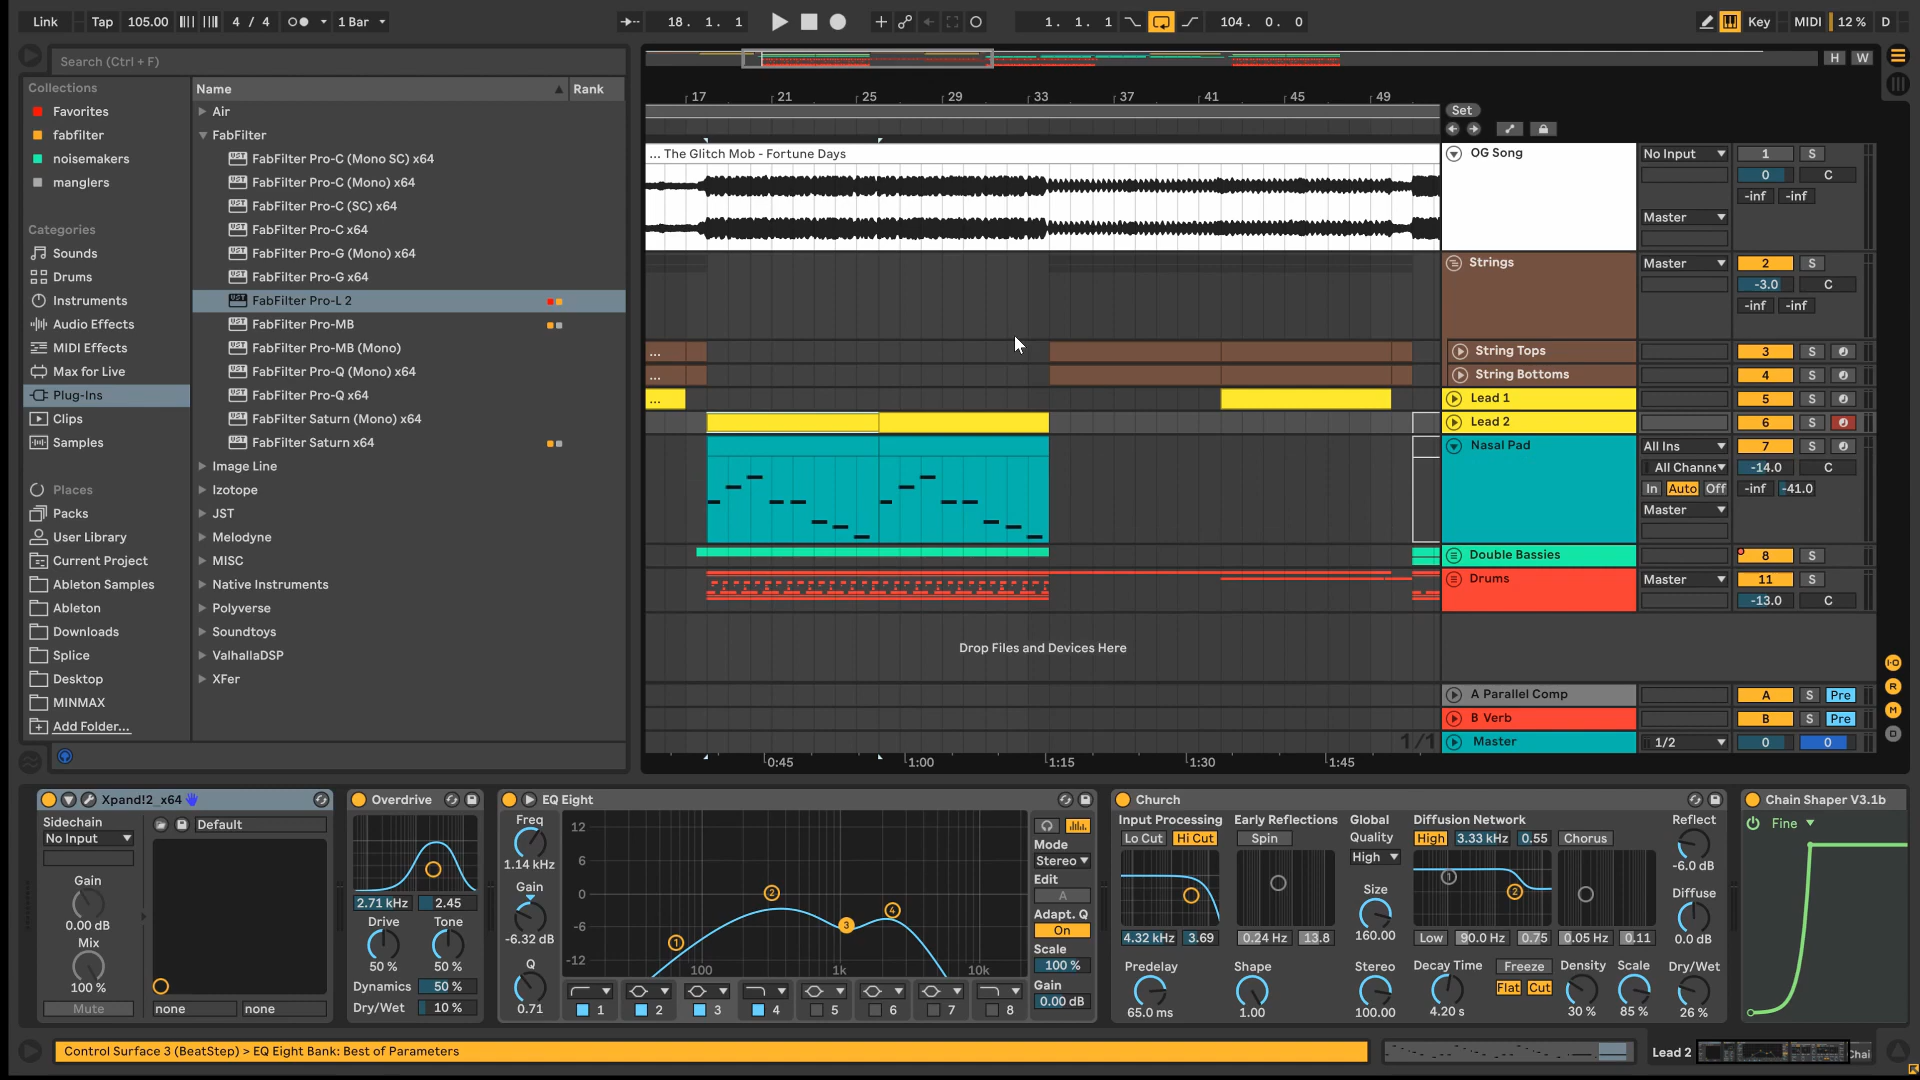 Link Tap 105.00 4 / 4 1 Bar 18. 1. 1 1. 1. 1 104. 0. 0 Key MIDI 12 % D
Search (Ctrl + F)
H W
Collections
Favorites
fabfilter
noisemakers
manglers
Categories
Sounds
Drums
Instruments
Audio Effects
MIDI Effects
Max for Live
Plug-Ins
Clips
Samples
Places
Packs
User Library
Current Project
Ableton Samples
Ableton
Downloads
Splice
Desktop
MINMAX
Add Folder...
Name Rank
Air
FabFilter
FabFilter Pro-C (Mono SC) x64
FabFilter Pro-C (Mono) x64
FabFilter Pro-C (SC) x64
FabFilter Pro-C x64
FabFilter Pro-G (Mono) x64
FabFilter Pro-G x64
FabFilter Pro-L 2
FabFilter Pro-MB
FabFilter Pro-MB (Mono)
FabFilter Pro-Q (Mono) x64
FabFilter Pro-Q x64
FabFilter Saturn (Mono) x64
FabFilter Saturn x64
Image Line
Izotope
JST
Melodyne
MISC
Native Instruments
Polyverse
Soundtoys
ValhallaDSP
XFer
17 21 25 29 33 37 41 45 49
Set
... The Glitch Mob - Fortune Days
OG Song No Input 1 S
0 C
-inf -inf
Master
Strings Master 2 S
-3.0 C
-inf -inf
... String Tops 3 S
... String Bottoms 4 S
... Lead 1 5 S
Lead 2 6 S
Nasal Pad All Ins 7 S
All Channe -14.0 C
In Auto Off -inf -41.0
Master
Double Bassies 8 S
Drums Master 11 S
-13.0 C
Drop Files and Devices Here
A Parallel Comp A S Pre
B Verb B S Pre
1/1 Master 1/2 0 0
0:45 1:00 1:15 1:30 1:45
I·O
R
M
D
Xpand!2_x64
Sidechain
No Input
Default
Gain
0.00 dB
Mix
100 %
Mute none none
Overdrive
2.71 kHz 2.45
Drive Tone
50 % 50 %
Dynamics 50 %
Dry/Wet 10 %
EQ Eight
Freq
1.14 kHz
Gain
-6.32 dB
Q
0.71
12
6
0
-6
-12
100 1k 10k
1 2 3 4
1 2 3 4 5 6 7 8
Mode
Stereo
Edit
A
Adapt. Q
On
Scale
100 %
Gain
0.00 dB
Church
Input Processing
Lo Cut Hi Cut
4.32 kHz 3.69
Predelay
65.0 ms
Early Reflections
Spin
0.24 Hz 13.8
Shape
1.00
Global
Quality
High
Size
160.00
Stereo
100.00
Diffusion Network
High 3.33 kHz 0.55 Chorus
1 2
Low 90.0 Hz 0.75 0.05 Hz 0.11
Decay Time
4.20 s
Freeze
Flat Cut
Density
30 %
Scale
85 %
Reflect
-6.0 dB
Diffuse
0.0 dB
Dry/Wet
26 %
Chain Shaper V3.1b
Fine
Control Surface 3 (BeatStep) > EQ Eight Bank: Best of Parameters
Lead 2
Chai